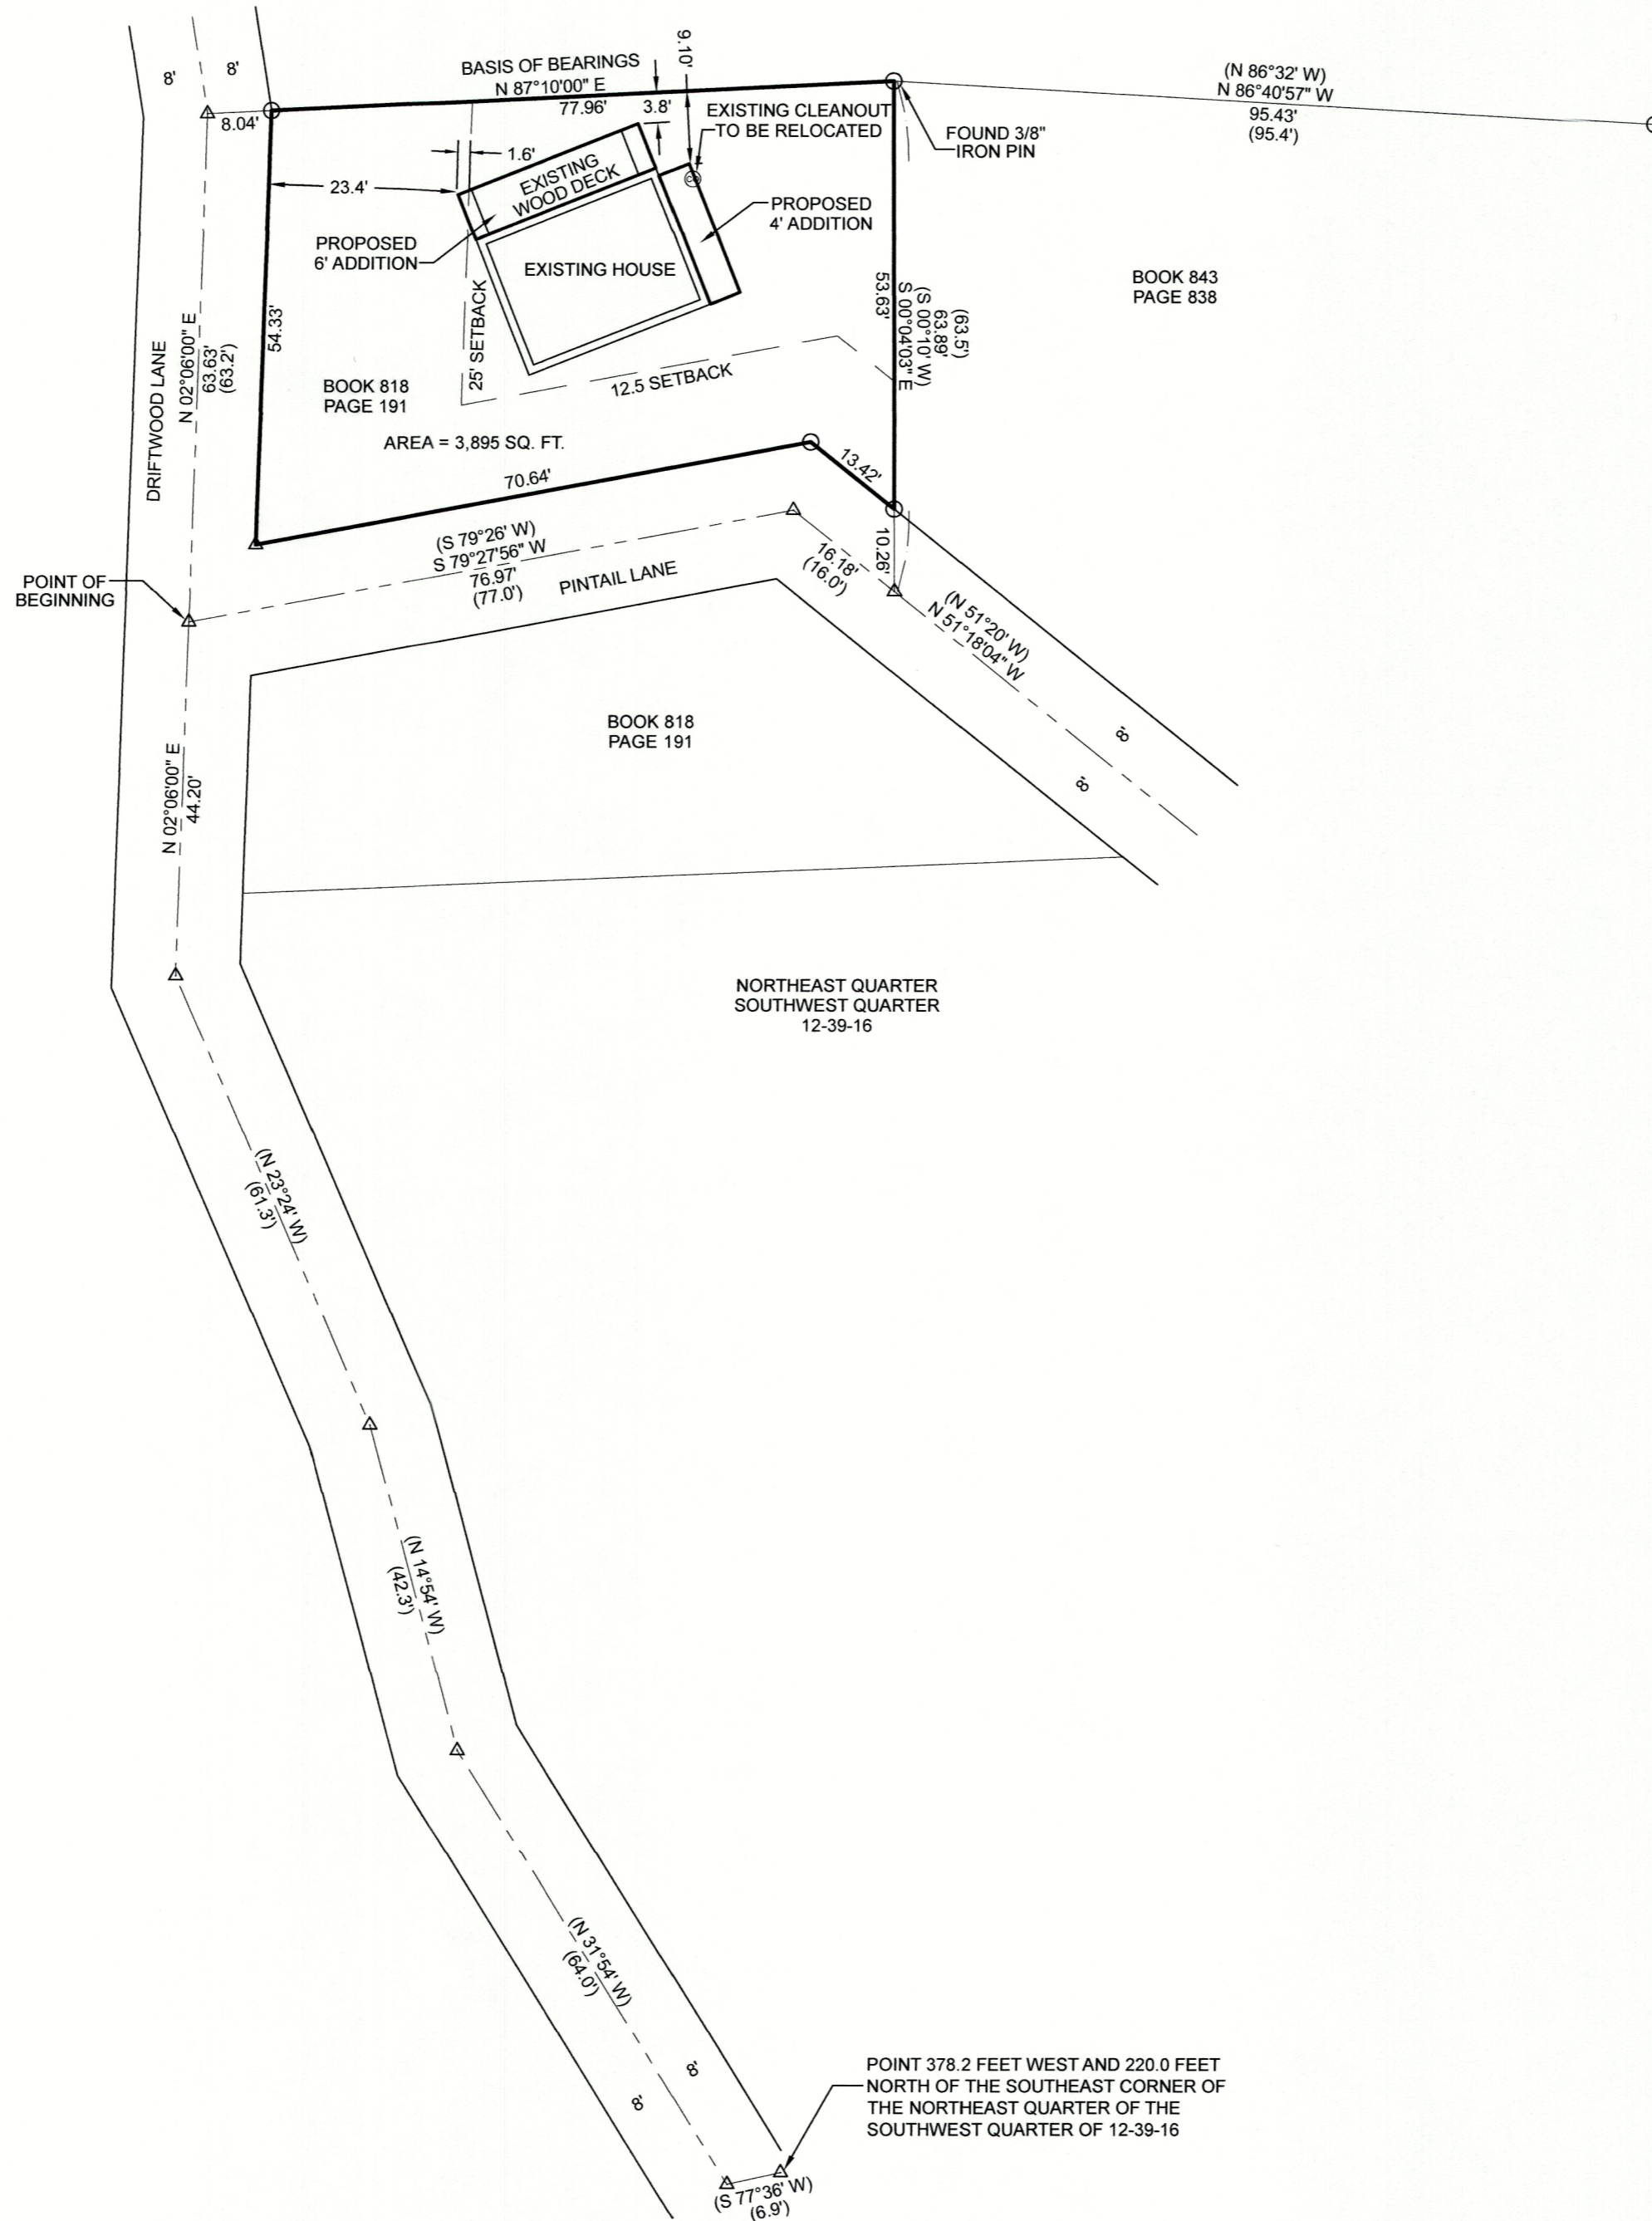 8'
8'
BASIS OF BEARINGS
N 87°10'00" E
77.96'
8.04'
3.8'
9.10'
EXISTING CLEANOUT
TO BE RELOCATED
FOUND 3/8"
IRON PIN
(N 86°32' W)
N 86°40'57" W
95.43'
(95.4')
1.6'
23.4'
EXISTING
WOOD DECK
PROPOSED
4' ADDITION
PROPOSED
6' ADDITION
EXISTING HOUSE
BOOK 843
PAGE 838
53.63'
S 00°04'03" E
(S 00°10' W)
63.89'
(63.5')
54.33'
DRIFTWOOD LANE
N 02°06'00" E
63.63'
(63.2')
25' SETBACK
12.5 SETBACK
BOOK 818
PAGE 191
AREA = 3,895 SQ. FT.
70.64'
13.42'
(S 79°26' W)
S 79°27'56" W
76.97'
(77.0')
PINTAIL LANE
16.18'
(16.0')
10.26'
POINT OF
BEGINNING
(N 51°20' W)
N 51°18'04" W
8'
8'
BOOK 818
PAGE 191
N 02°06'00" E
44.20'
NORTHEAST QUARTER
SOUTHWEST QUARTER
12-39-16
(N 23°24' W)
(61.3')
(N 14°54' W)
(42.3')
(N 31°54' W)
(64.0')
8'
8'
POINT 378.2 FEET WEST AND 220.0 FEET
NORTH OF THE SOUTHEAST CORNER OF
THE NORTHEAST QUARTER OF THE
SOUTHWEST QUARTER OF 12-39-16
(S 77°36' W)
(6.9')